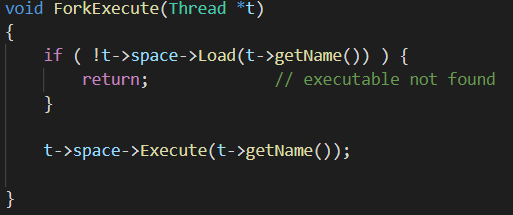 void ForkExecute(Thread *t)
{
    if ( !t->space->Load(t->getName()) ) {
        return;             // executable not found
    }

    t->space->Execute(t->getName());

}